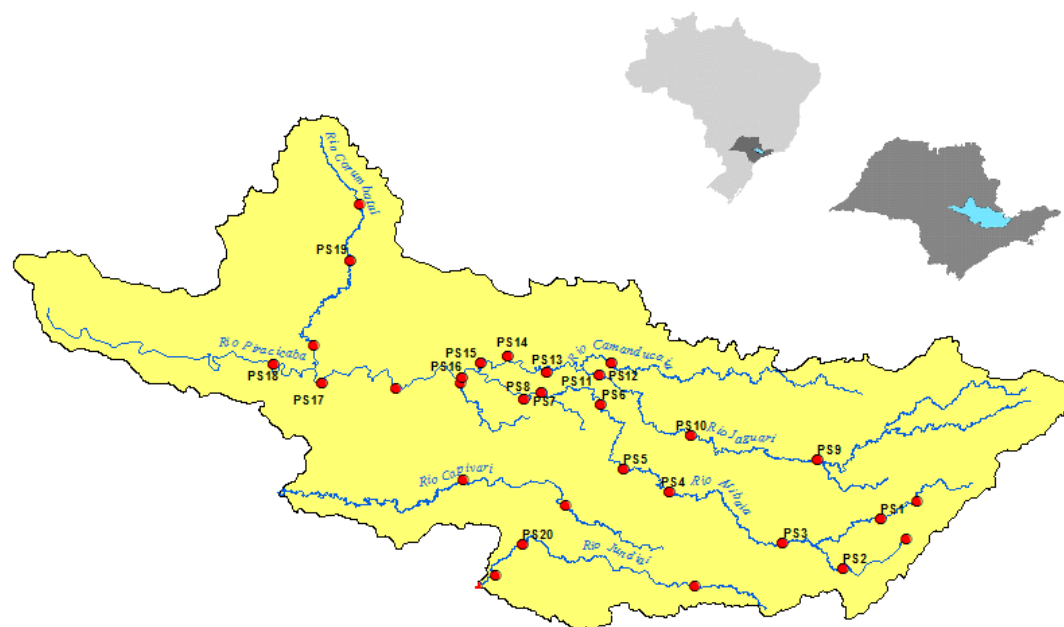 Rio Corumbataí
PS19
Rio Piracicaba
PS18
PS17
PS15
PS14
PS16
PS13
Rio Camanducaia
PS12
PS8
PS7
PS11
PS6
PS10
Rio Jaguari
PS9
PS5
PS4
Rio Atibaia
Rio Capivari
PS1
PS3
PS2
PS20
Rio Jundiaí